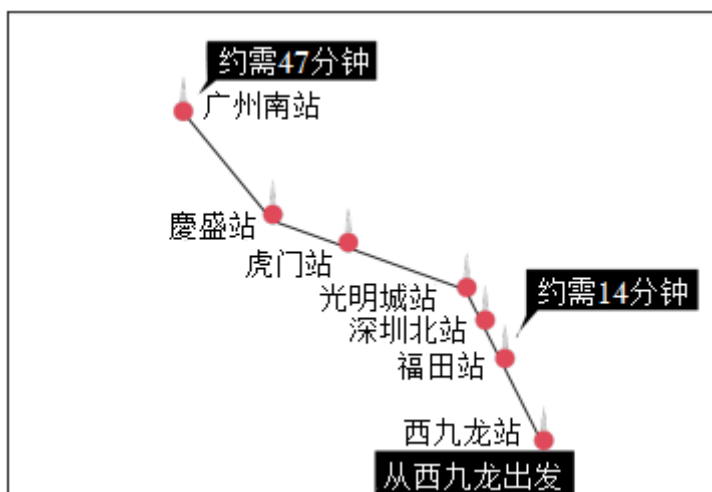 约需47分钟
广州南站
慶盛站
虎门站
光明城站
约需14分钟
深圳北站
福田站
西九龙站
从西九龙出发